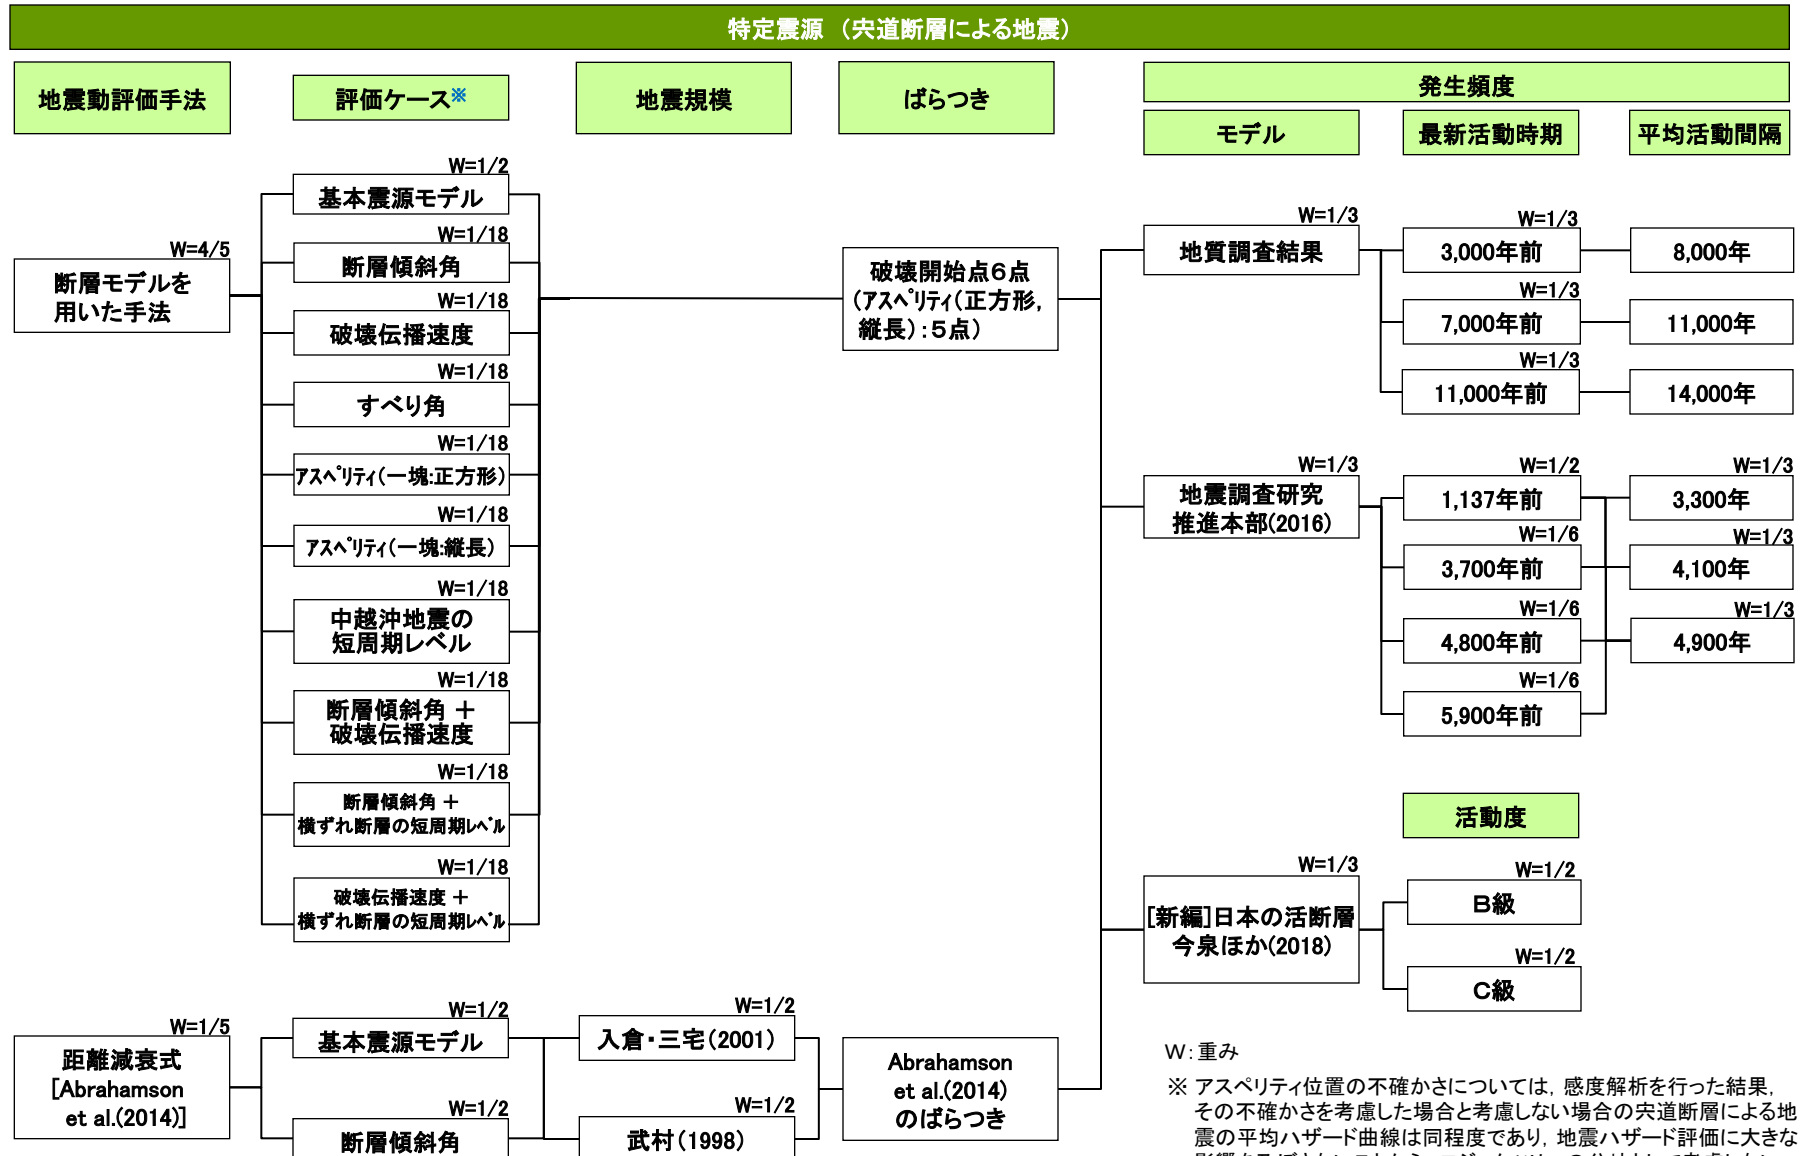 特定震源 （宍道断層による地震）
地震動評価手法
評価ケース※
地震規模
ばらつき
発生頻度
モデル
最新活動時期
平均活動間隔
W=4/5
断層モデルを
用いた手法
W=1/2
基本震源モデル
W=1/18
断層傾斜角
W=1/18
破壊伝播速度
W=1/18
すべり角
W=1/18
ｱｽﾍﾟﾘﾃｨ(一塊:正方形)
W=1/18
ｱｽﾍﾟﾘﾃｨ(一塊:縦長)
W=1/18
中越沖地震の
短周期レベル
W=1/18
断層傾斜角 ＋
破壊伝播速度
W=1/18
断層傾斜角 ＋
横ずれ断層の短周期ﾚﾍﾞﾙ
W=1/18
破壊伝播速度 ＋
横ずれ断層の短周期ﾚﾍﾞﾙ
破壊開始点６点
(ｱｽﾍﾟﾘﾃｨ(正方形,
縦長):５点)
W=1/3
地質調査結果
W=1/3
3,000年前
8,000年
W=1/3
7,000年前
11,000年
W=1/3
11,000年前
14,000年
W=1/3
地震調査研究
推進本部(2016)
W=1/2
1,137年前
W=1/6
3,700年前
W=1/6
4,800年前
W=1/6
5,900年前
W=1/3
3,300年
W=1/3
4,100年
W=1/3
4,900年
活動度
W=1/3
[新編]日本の活断層
今泉ほか(2018)
W=1/2
Ｂ級
W=1/2
Ｃ級
W=1/5
距離減衰式
[Abrahamson
et al.(2014)]
W=1/2
基本震源モデル
W=1/2
断層傾斜角
W=1/2
入倉・三宅(2001)
W=1/2
武村(1998)
Abrahamson
et al.(2014)
のばらつき
Ｗ：重み
※ アスペリティ位置の不確かさについては，感度解析を行った結果，
その不確かさを考慮した場合と考慮しない場合の宍道断層による地
震の平均ハザード曲線は同程度であり，地震ハザード評価に大きな